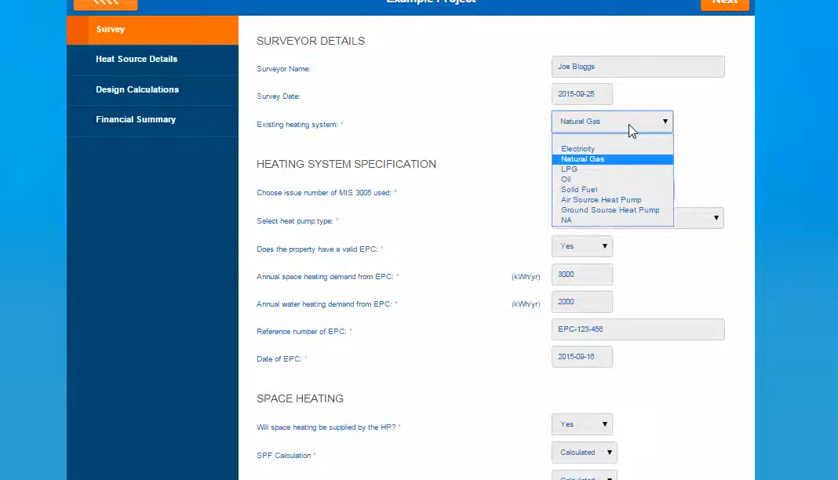 Example Project
Next
Survey
Heat Source Details
Design Calculations
Financial Summary
SURVEYOR DETAILS
Surveyor Name:
Joe Bloggs
Survey Date:
2015-09-25
Existing heating system: *
Natural Gas
Electricity
Natural Gas
LPG
Oil
Solid Fuel
Air Source Heat Pump
Ground Source Heat Pump
NA
HEATING SYSTEM SPECIFICATION
Choose issue number of MIS 3005 used: *
Select heat pump type: *
Does the property have a valid EPC: *
Yes
Annual space heating demand from EPC: *
(kWh/yr)
3000
Annual water heating demand from EPC: *
(kWh/yr)
2000
Reference number of EPC: *
EPC-123-456
Date of EPC: *
2015-09-16
SPACE HEATING
Will space heating be supplied by the HP? *
Yes
SPF Calculation *
Calculated
Calculated